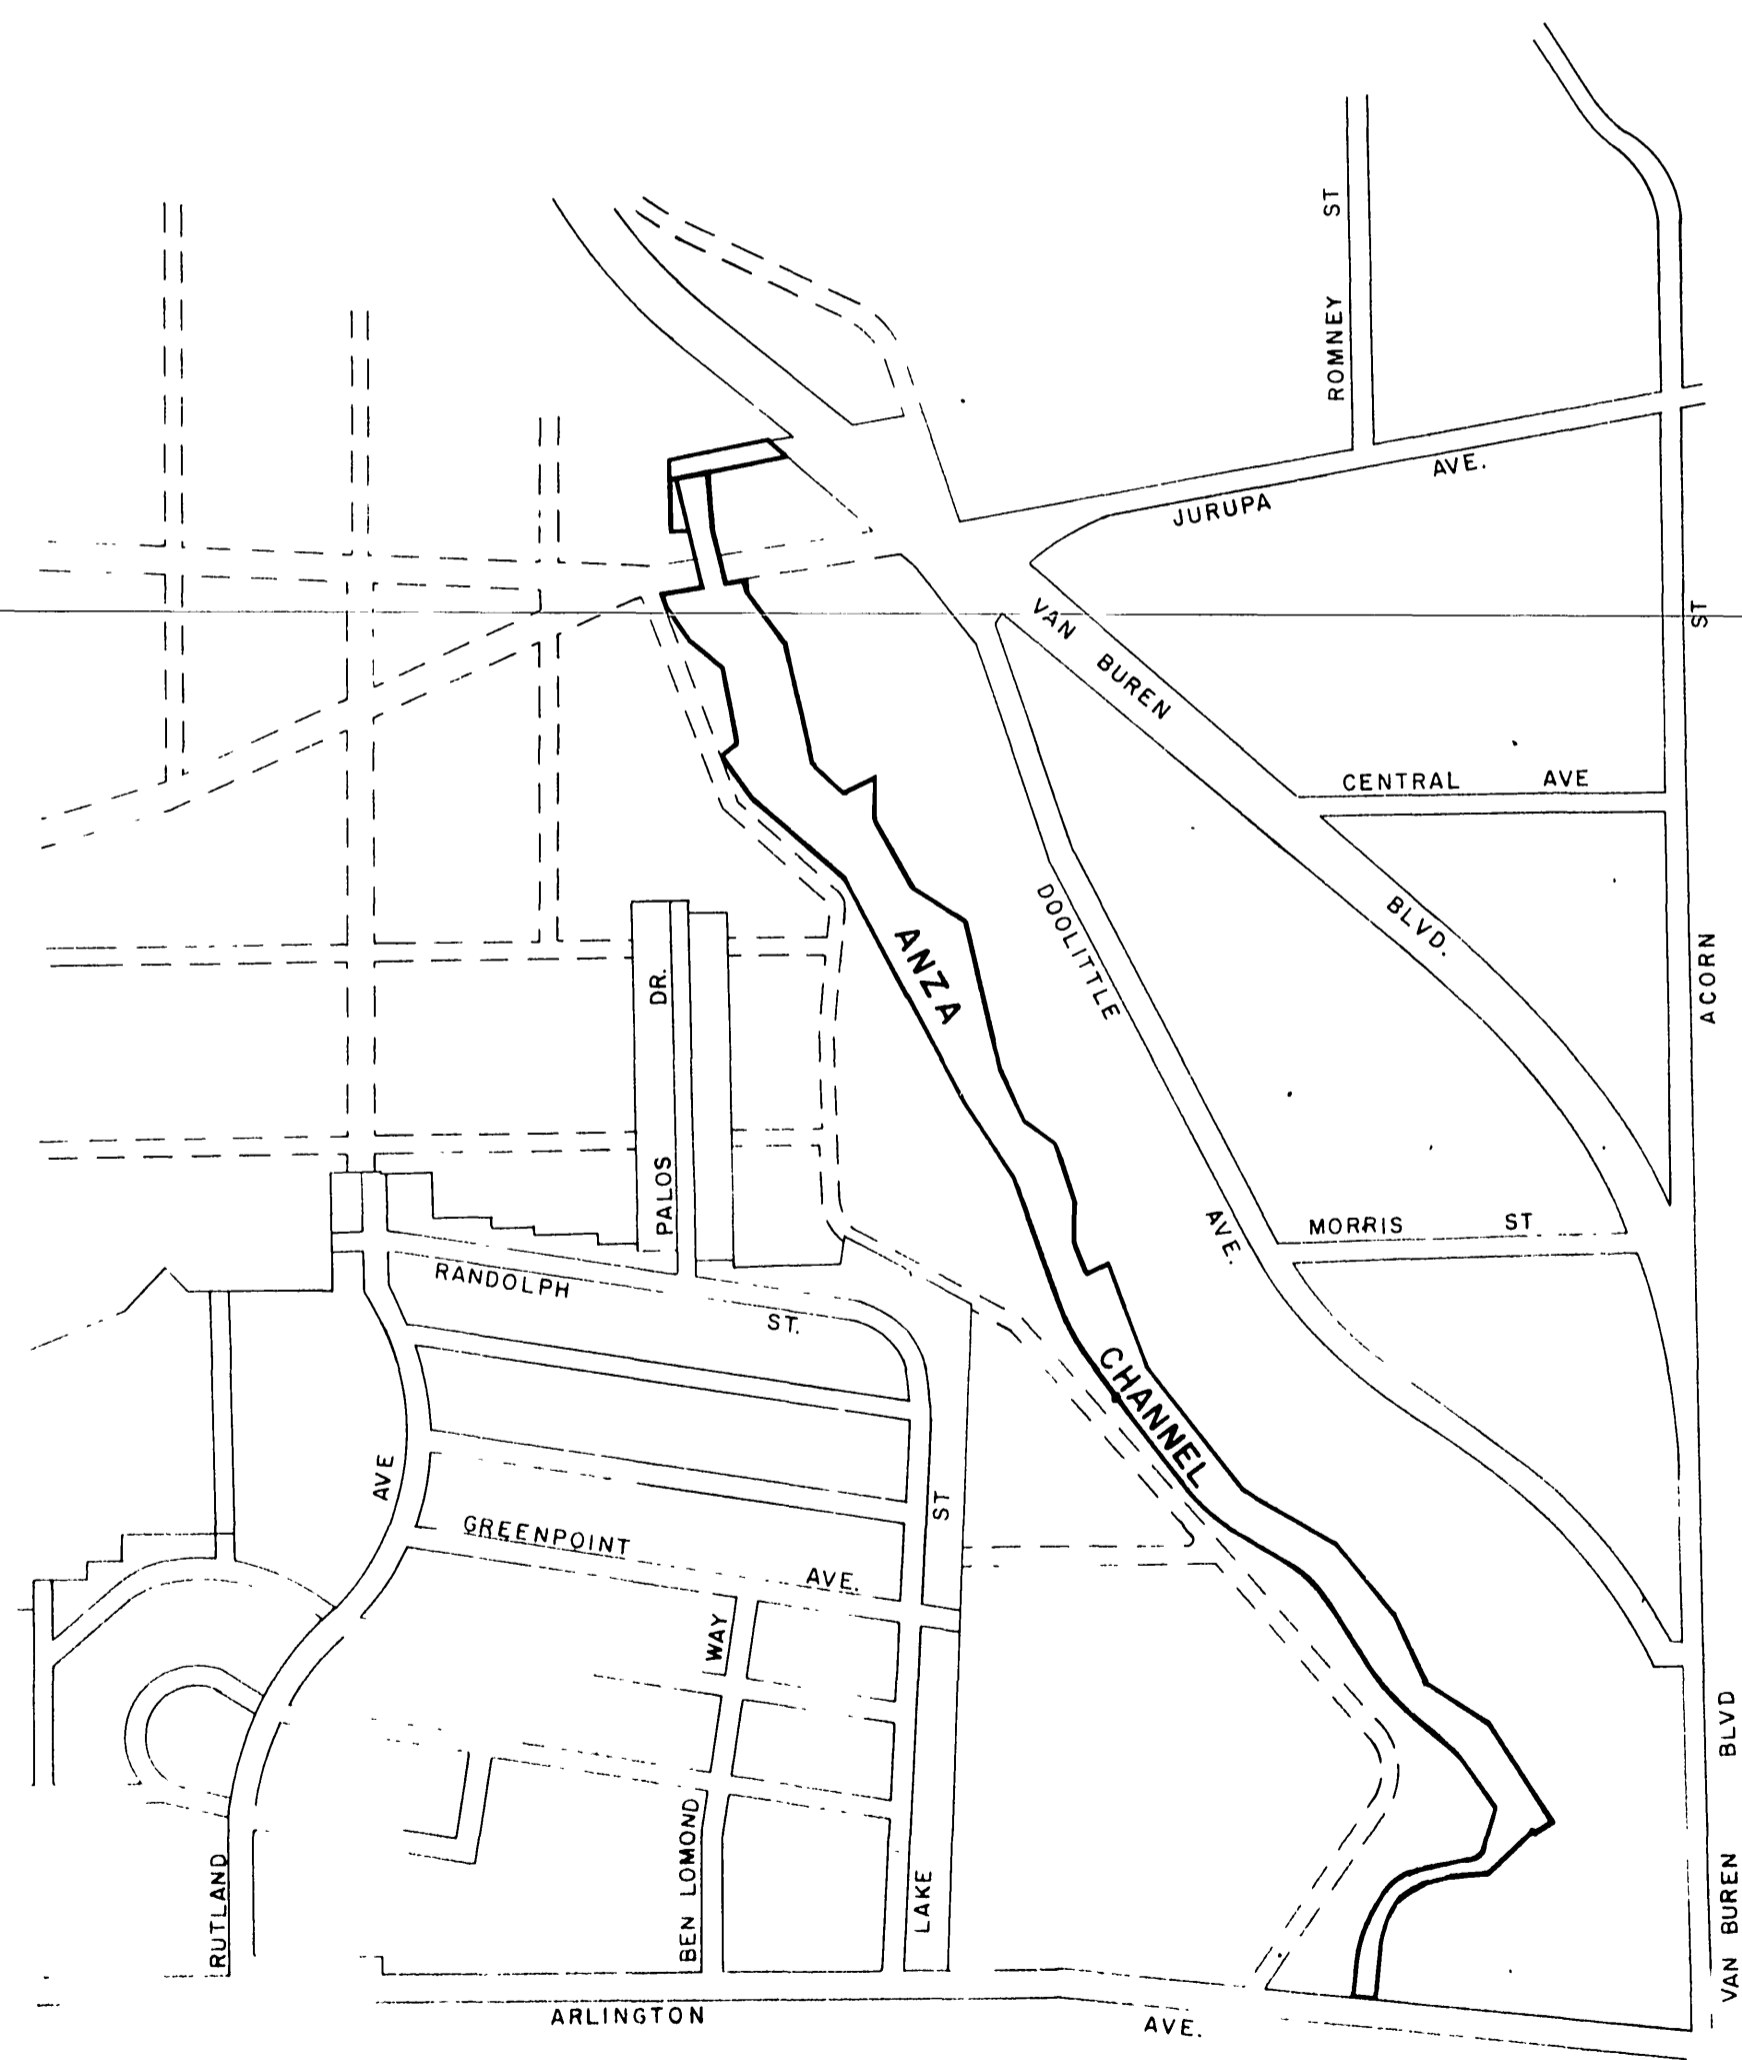 ROMNEY ST
JURUPA AVE.
VAN BUREN BLVD.
CENTRAL AVE
ACORN ST
DOOLITTLE AVE.
ANZA CHANNEL
PALOS DR.
MORRIS ST
RANDOLPH ST.
RUTLAND AVE
GREENPOINT AVE.
BEN LOMOND WAY
LAKE ST
VAN BUREN BLVD
ARLINGTON AVE.